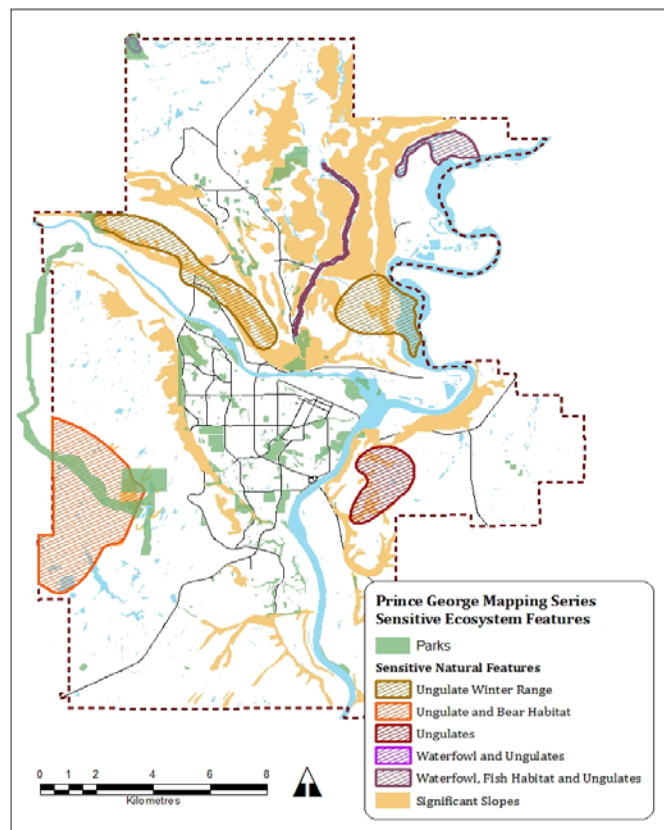 Prince George Mapping Series
Sensitive Ecosystem Features
Parks
Sensitive Natural Features
Ungulate Winter Range
Ungulate and Bear Habitat
Ungulates
Waterfowl and Ungulates
Waterfowl, Fish Habitat and Ungulates
Significant Slopes
0 1 2 4 6 8
Kilometres